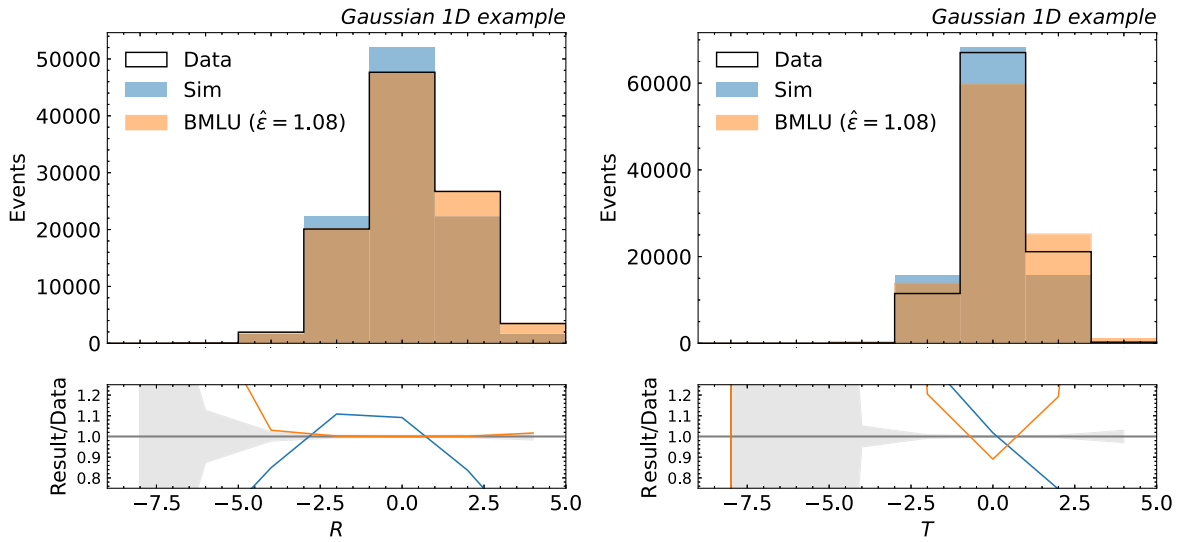 Gaussian 1D example
Data
Sim
BMLU (ε̂ = 1.08)
Events
50000
40000
30000
20000
10000
0
Result/Data
1.2
1.1
1.0
0.9
0.8
−7.5 −5.0 −2.5 0.0 2.5 5.0
R
Gaussian 1D example
Data
Sim
BMLU (ε̂ = 1.08)
Events
60000
40000
20000
0
Result/Data
1.2
1.1
1.0
0.9
0.8
−7.5 −5.0 −2.5 0.0 2.5 5.0
T